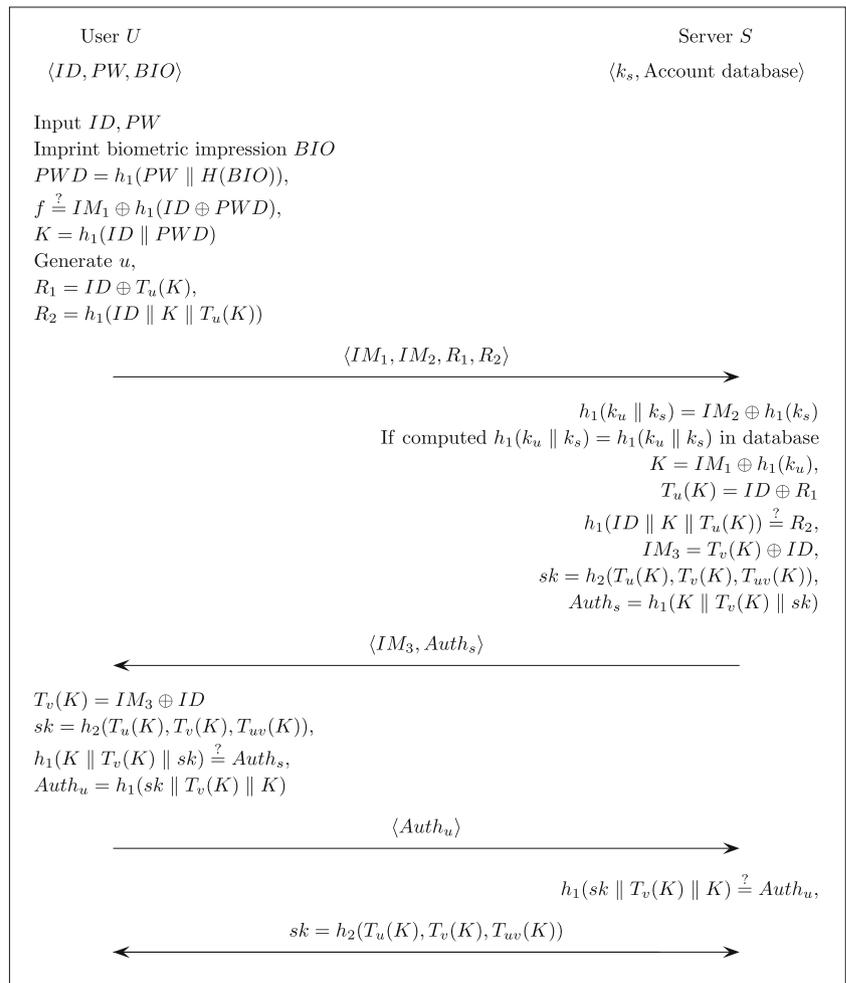 User U
Server S
⟨ID, PW, BIO⟩
⟨k_s, Account database⟩
Input ID, PW
Imprint biometric impression BIO
PWD = h_1(PW ∥ H(BIO)),
f ≟ IM_1 ⊕ h_1(ID ⊕ PWD),
K = h_1(ID ∥ PWD)
Generate u,
R_1 = ID ⊕ T_u(K),
R_2 = h_1(ID ∥ K ∥ T_u(K))
⟨IM_1, IM_2, R_1, R_2⟩
h_1(k_u ∥ k_s) = IM_2 ⊕ h_1(k_s)
If computed h_1(k_u ∥ k_s) = h_1(k_u ∥ k_s) in database
K = IM_1 ⊕ h_1(k_u),
T_u(K) = ID ⊕ R_1
h_1(ID ∥ K ∥ T_u(K)) ≟ R_2,
IM_3 = T_v(K) ⊕ ID,
sk = h_2(T_u(K), T_v(K), T_uv(K)),
Auth_s = h_1(K ∥ T_v(K) ∥ sk)
⟨IM_3, Auth_s⟩
T_v(K) = IM_3 ⊕ ID
sk = h_2(T_u(K), T_v(K), T_uv(K)),
h_1(K ∥ T_v(K) ∥ sk) ≟ Auth_s,
Auth_u = h_1(sk ∥ T_v(K) ∥ K)
⟨Auth_u⟩
h_1(sk ∥ T_v(K) ∥ K) ≟ Auth_u,
sk = h_2(T_u(K), T_v(K), T_uv(K))